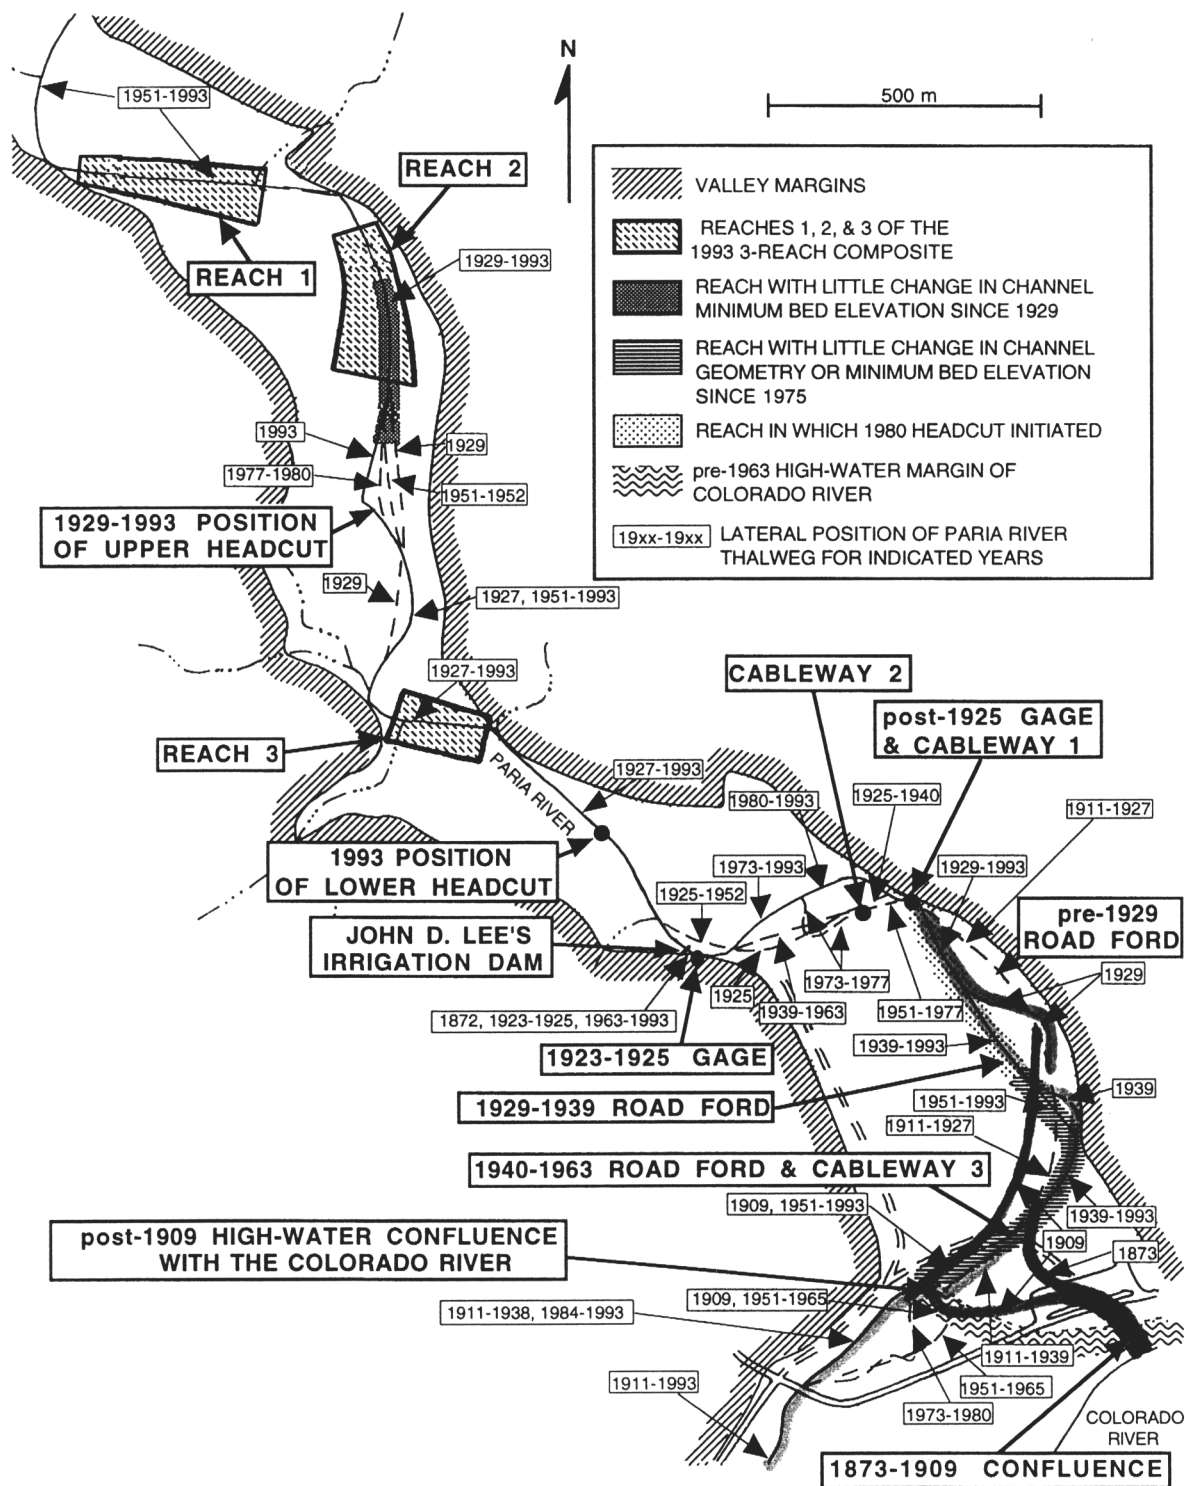 N
500 m
1951-1993
REACH 2
REACH 1
1929-1993
VALLEY MARGINS
REACHES 1, 2, & 3 OF THE
1993 3-REACH COMPOSITE
REACH WITH LITTLE CHANGE IN CHANNEL
MINIMUM BED ELEVATION SINCE 1929
REACH WITH LITTLE CHANGE IN CHANNEL
GEOMETRY OR MINIMUM BED ELEVATION
SINCE 1975
REACH IN WHICH 1980 HEADCUT INITIATED
pre-1963 HIGH-WATER MARGIN OF
COLORADO RIVER
19xx-19xx LATERAL POSITION OF PARIA RIVER
THALWEG FOR INDICATED YEARS
1993
1929
1977-1980
1951-1952
1929-1993 POSITION
OF UPPER HEADCUT
1929
1927, 1951-1993
1927-1993
REACH 3
PARIA RIVER
1927-1993
CABLEWAY 2
post-1925 GAGE
& CABLEWAY 1
1980-1993
1925-1940
1911-1927
1993 POSITION
OF LOWER HEADCUT
1973-1993
1929-1993
1925-1952
pre-1929
ROAD FORD
JOHN D. LEE'S
IRRIGATION DAM
1929
1973-1977
1925
1939-1963
1951-1977
1872, 1923-1925, 1963-1993
1939-1993
1923-1925 GAGE
1939
1951-1993
1929-1939 ROAD FORD
1911-1927
1940-1963 ROAD FORD & CABLEWAY 3
1909, 1951-1993
1939-1993
post-1909 HIGH-WATER CONFLUENCE
WITH THE COLORADO RIVER
1909
1873
1909, 1951-1965
1911-1938, 1984-1993
1911-1939
1911-1993
1951-1965
1973-1980
COLORADO
RIVER
1873-1909 CONFLUENCE